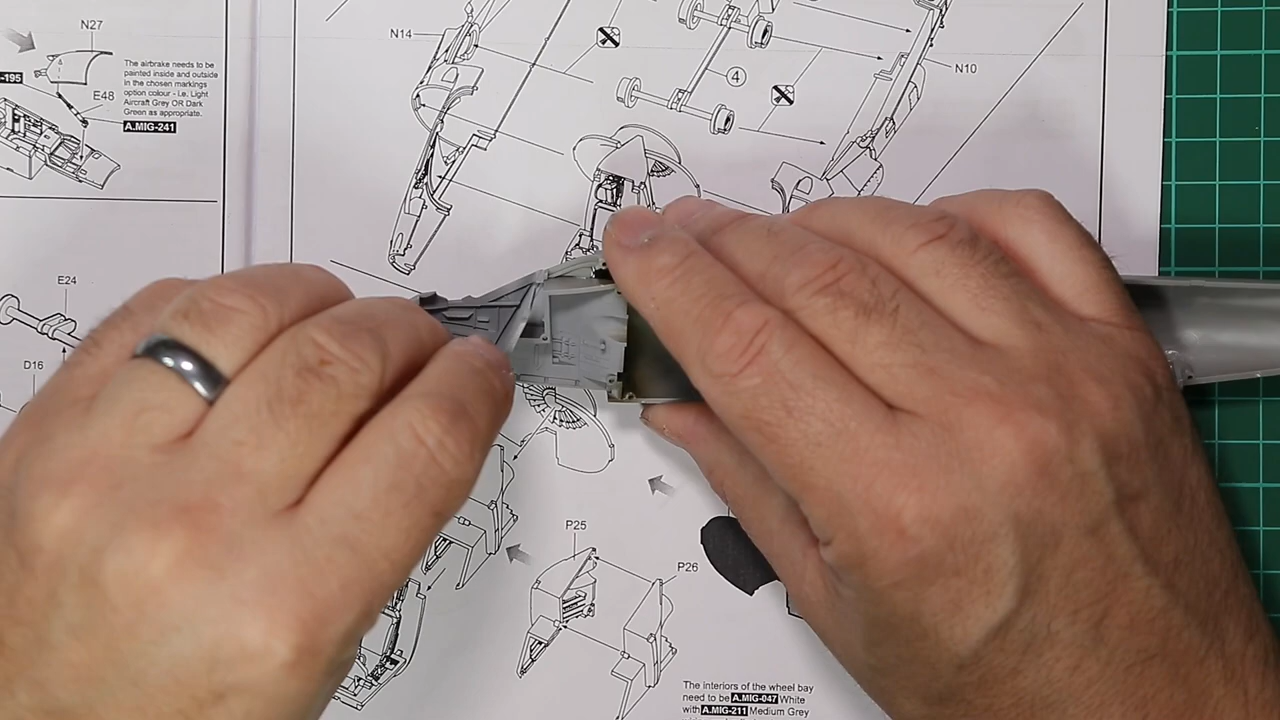 N27
-195
The airbrake needs to be
painted inside and outside
in the chosen markings
option colour - i.e. Light
Aircraft Grey OR Dark
Green as appropriate.
A.MIG-241
E48
N14
4
N10
E24
D16
P25
P26
The interiors of the wheel bay
need to be A.MIG-047 White
with A.MIG-211 Medium Grey